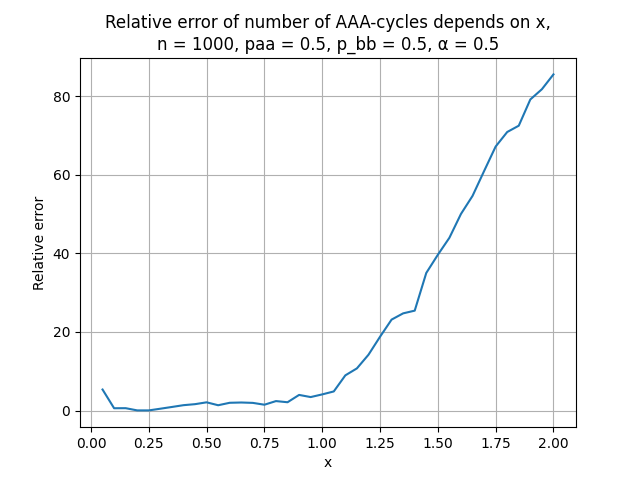 Relative error of number of AAA-cycles depends on x,
n = 1000, paa = 0.5, p_bb = 0.5, α = 0.5
Relative error
80
60
40
20
0
0.00 0.25 0.50 0.75 1.00 1.25 1.50 1.75 2.00
x